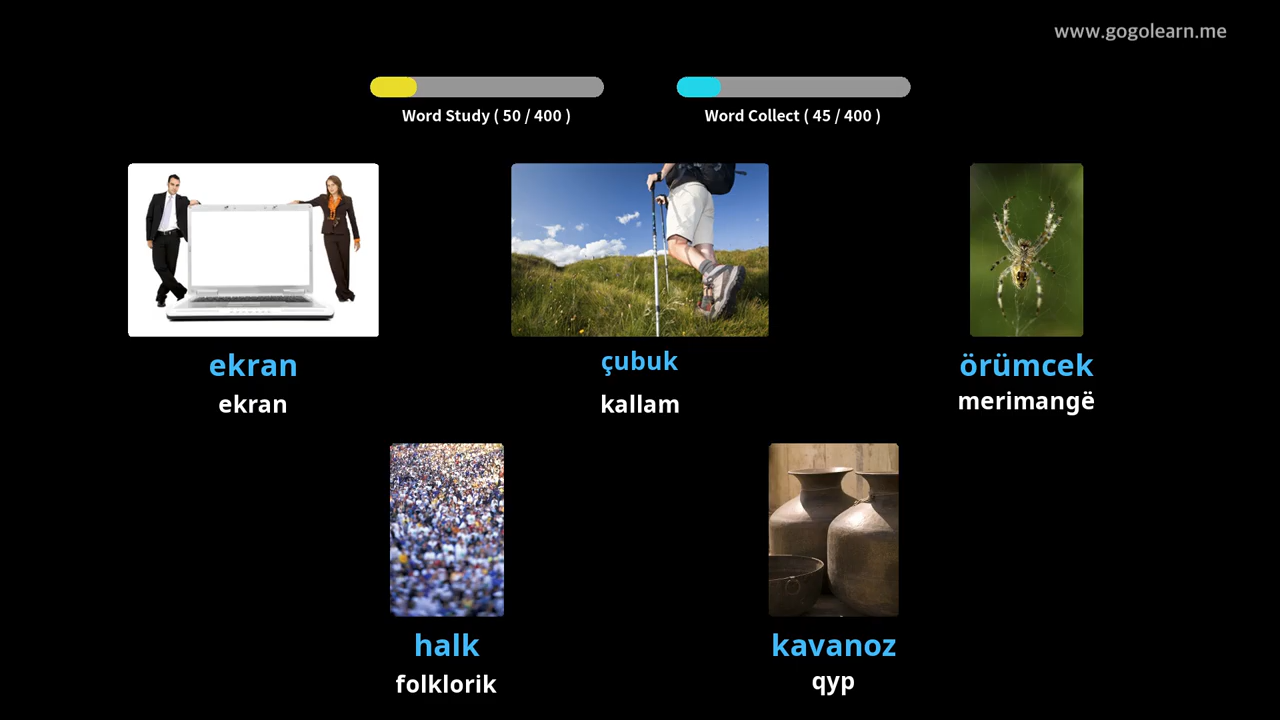 www.gogolearn.me
Word Study ( 50 / 400 )
Word Collect ( 45 / 400 )
ekran
ekran
çubuk
kallam
örümcek
merimangë
halk
folklorik
kavanoz
qyp